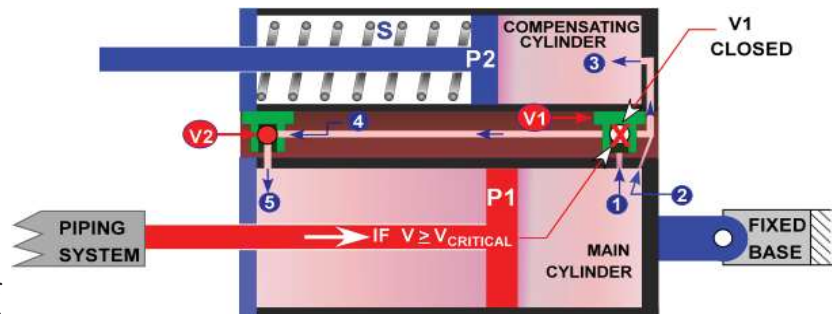 S
P2
COMPENSATING
CYLINDER
V1
CLOSED
3
V2
4
V1
5
P1
1
2
PIPING
SYSTEM
IF V ≥ VCRITICAL
MAIN
CYLINDER
FIXED
BASE